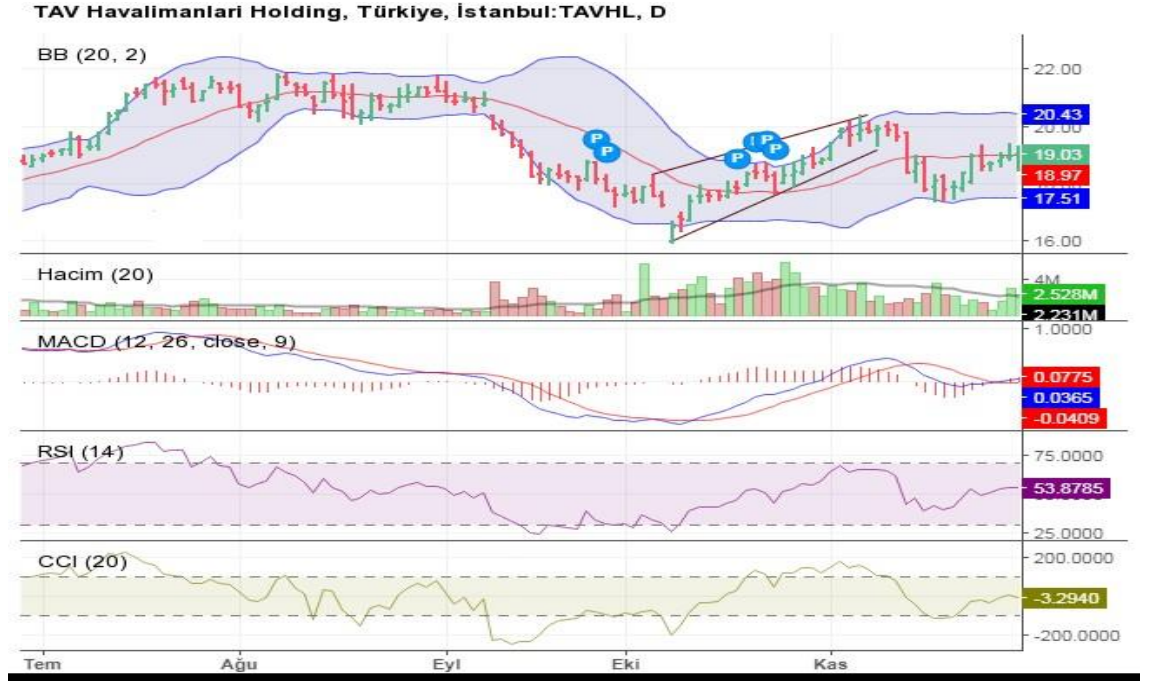 TAV Havalimanlari Holding, Türkiye, İstanbul:TAVHL, D
BB (20, 2)
22.00
20.43
20.00
19.03
18.97
17.51
16.00
P
P
P
P
P
Hacim (20)
4M
2.528M
2.231M
MACD (12, 26, close, 9)
1.0000
0.0775
0.0365
-0.0409
RSI (14)
75.0000
53.8785
25.0000
CCI (20)
200.0000
-3.2940
-200.0000
Tem Ağu Eyl Eki Kas